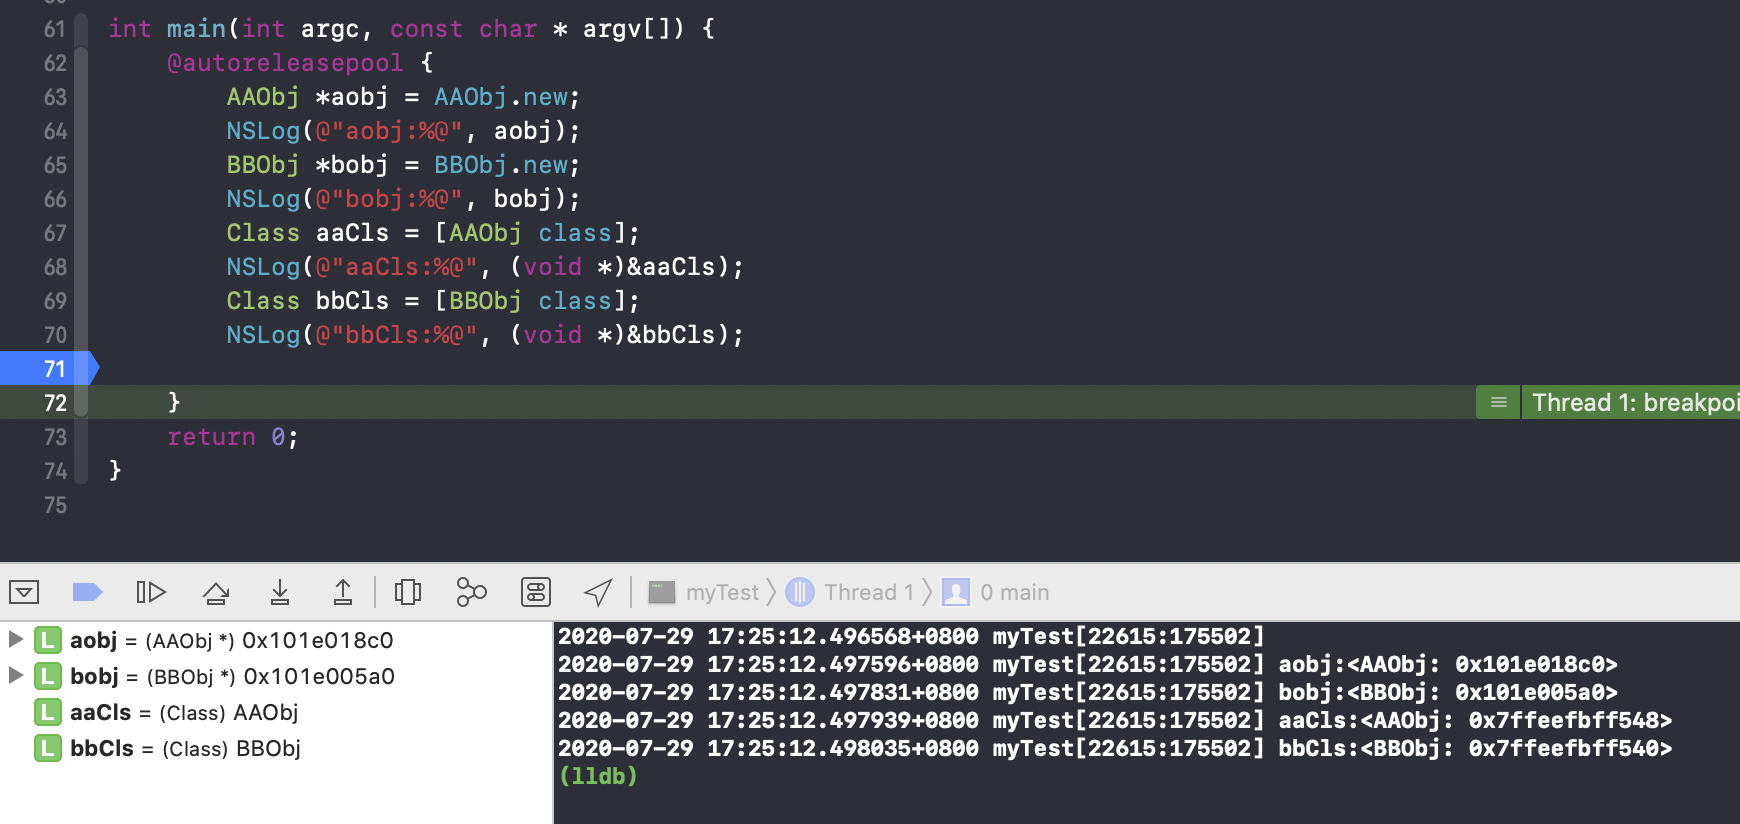 61 int main(int argc, const char * argv[]) {
62 @autoreleasepool {
63 AAObj *aobj = AAObj.new;
64 NSLog(@"aobj:%@", aobj);
65 BBObj *bobj = BBObj.new;
66 NSLog(@"bobj:%@", bobj);
67 Class aaCls = [AAObj class];
68 NSLog(@"aaCls:%@", (void *)&aaCls);
69 Class bbCls = [BBObj class];
70 NSLog(@"bbCls:%@", (void *)&bbCls);
71
72 } Thread 1: breakpoi
73 return 0;
74 }
75
myTest Thread 1 0 main
L aobj = (AAObj *) 0x101e018c0
L bobj = (BBObj *) 0x101e005a0
L aaCls = (Class) AAObj
L bbCls = (Class) BBObj
2020-07-29 17:25:12.496568+0800 myTest[22615:175502]
2020-07-29 17:25:12.497596+0800 myTest[22615:175502] aobj:<AAObj: 0x101e018c0>
2020-07-29 17:25:12.497831+0800 myTest[22615:175502] bobj:<BBObj: 0x101e005a0>
2020-07-29 17:25:12.497939+0800 myTest[22615:175502] aaCls:<AAObj: 0x7ffeefbff548>
2020-07-29 17:25:12.498035+0800 myTest[22615:175502] bbCls:<BBObj: 0x7ffeefbff540>
(lldb)